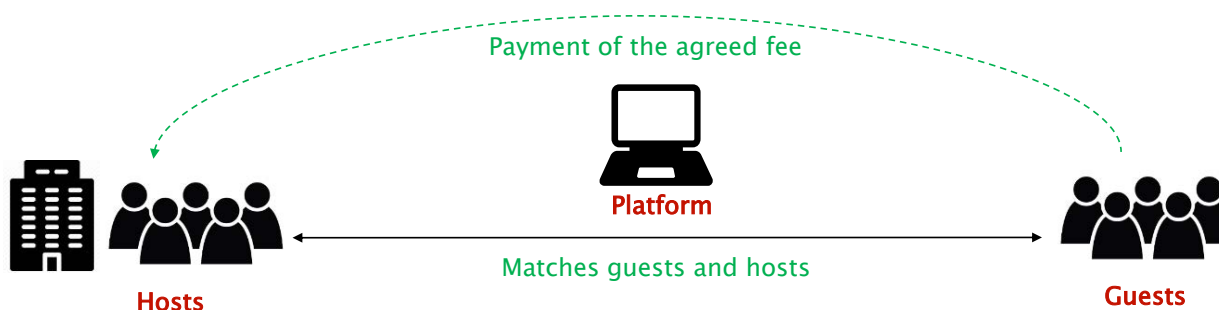 Payment of the agreed fee
Platform
Matches guests and hosts
Hosts
Guests